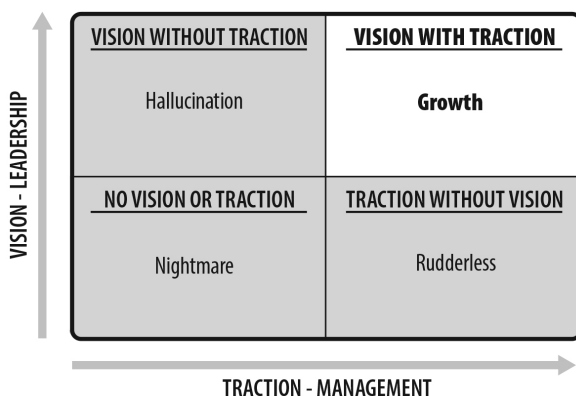 VISION WITHOUT TRACTION
VISION WITH TRACTION
Hallucination
Growth
NO VISION OR TRACTION
TRACTION WITHOUT VISION
Nightmare
Rudderless
VISION - LEADERSHIP
TRACTION - MANAGEMENT